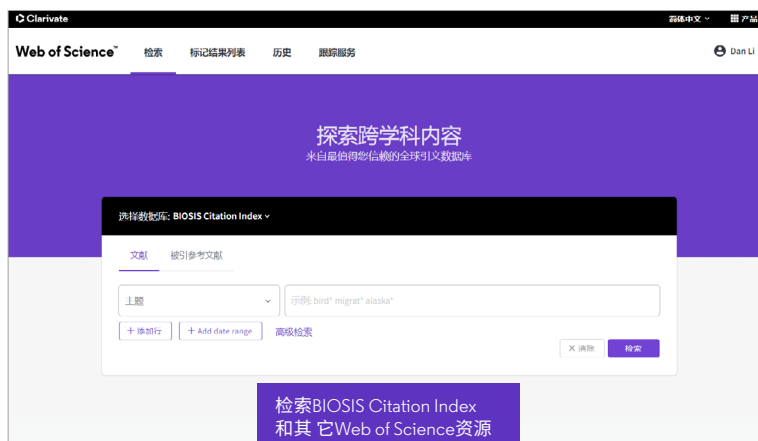 Clarivate
简体中文
产品
Web of Science™
检索
标记结果列表
历史
跟踪服务
Dan Li
探索跨学科内容
来自最值得您信赖的全球引文数据库
选择数据库: BIOSIS Citation Index
文献
被引参考文献
主题
示例: bird* migrat* alaska*
+ 添加行
+ Add date range
高级检索
× 清除
检索
检索BIOSIS Citation Index
和其 它Web of Science资源